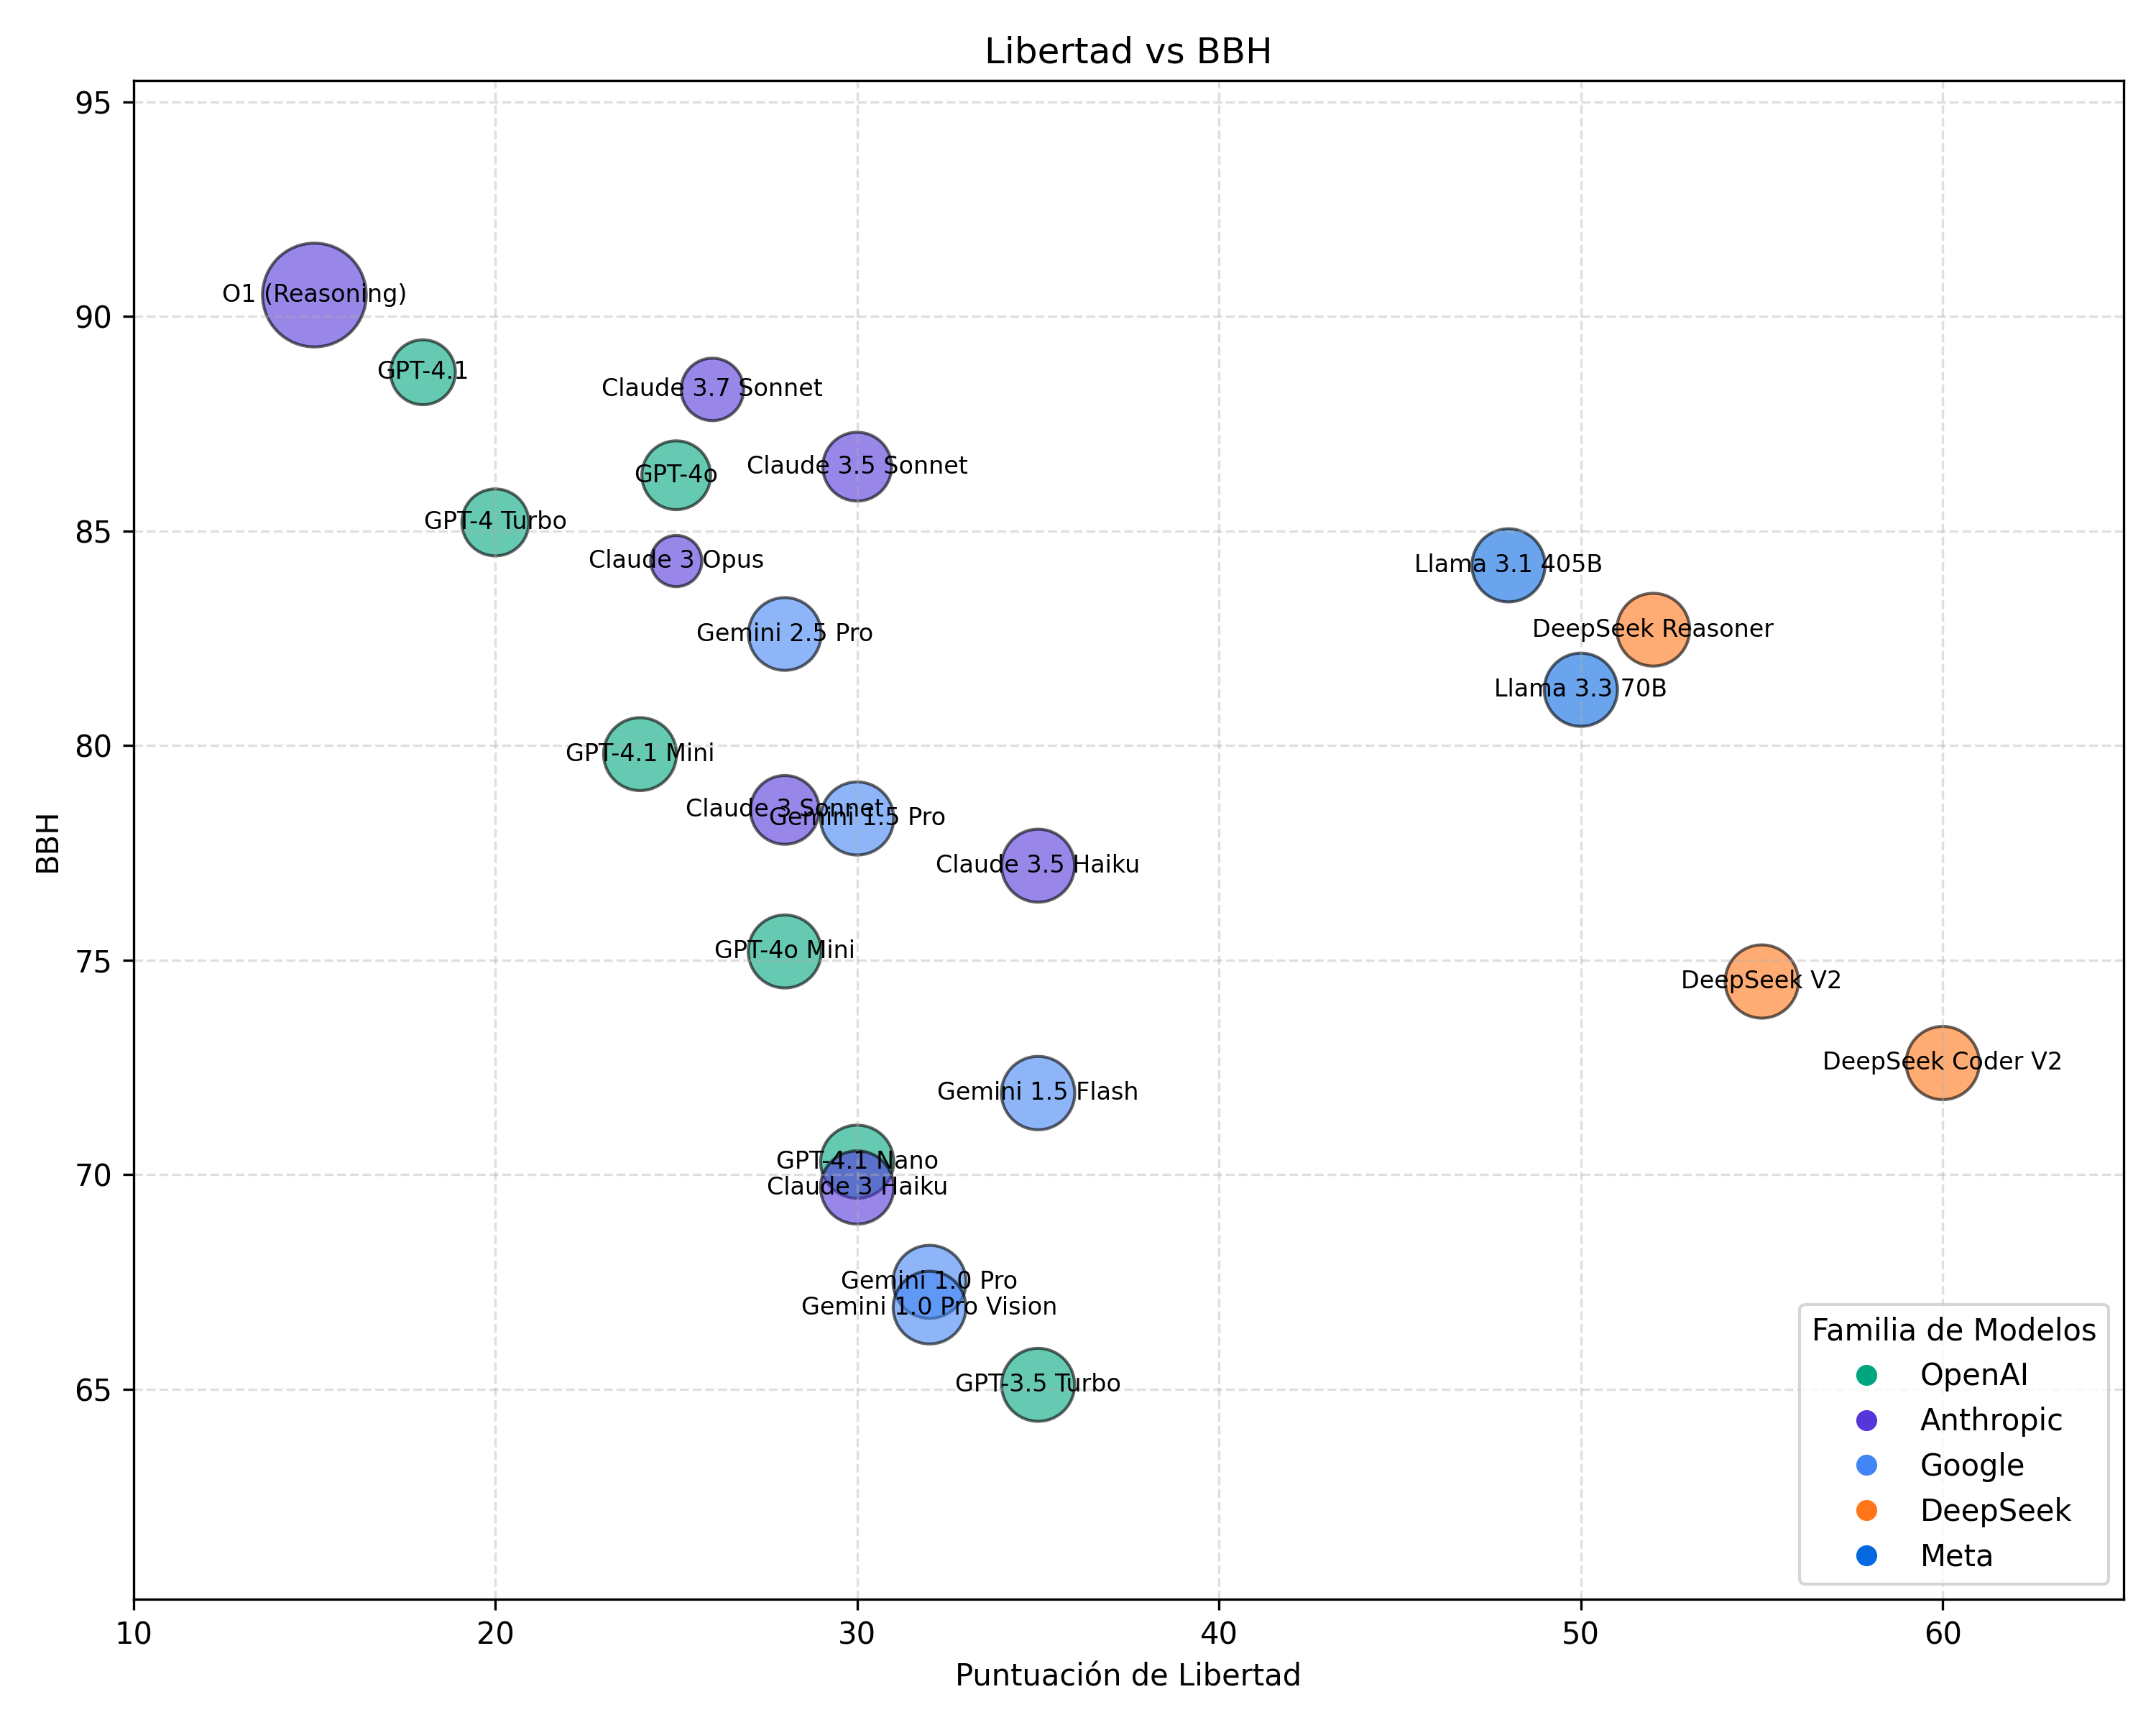 Libertad vs BBH
95
90
85
80
75
70
65
BBH
O1 (Reasoning)
GPT-4.1
Claude 3.7 Sonnet
Claude 3.5 Sonnet
GPT-4o
GPT-4 Turbo
Claude 3 Opus
Llama 3.1 405B
DeepSeek Reasoner
Gemini 2.5 Pro
Llama 3.3 70B
GPT-4.1 Mini
Claude 3 Sonnet
Gemini 1.5 Pro
Claude 3.5 Haiku
GPT-4o Mini
DeepSeek V2
DeepSeek Coder V2
Gemini 1.5 Flash
GPT-4.1 Nano
Claude 3 Haiku
Gemini 1.0 Pro
Gemini 1.0 Pro Vision
GPT-3.5 Turbo
Familia de Modelos
OpenAI
Anthropic
Google
DeepSeek
Meta
10 20 30 40 50 60
Puntuación de Libertad